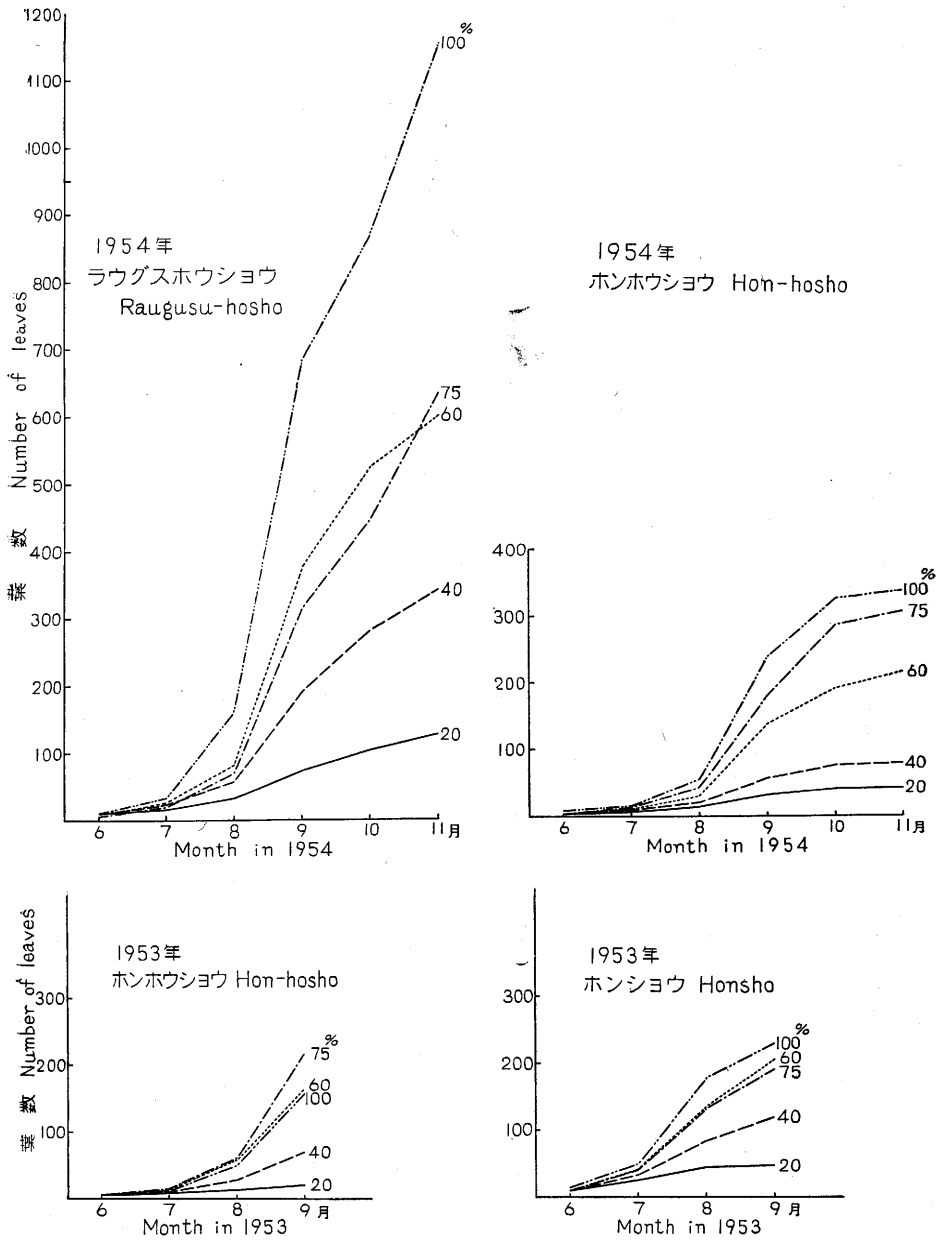 1200
1100
1000
900
800
700
600
500
400
300
200
100
葉 数 Number of leaves
1954年
ラウグスホウショウ
Raugusu-hosho
%
100
75
60
40
20
6 7 8 9 10 11月
Month in 1954
1954年
ホンホウショウ Hon-hosho
400
300
200
100
%
100
75
60
40
20
6 7 8 9 10 11月
Month in 1954
葉 数 Number of leaves
1953年
ホンホウショウ Hon-hosho
300
200
100
%
75
60
100
40
20
6 7 8 9月
Month in 1953
1953年
ホンショウ Honsho
300
200
100
%
100
60
75
40
20
6 7 8 9月
Month in 1953